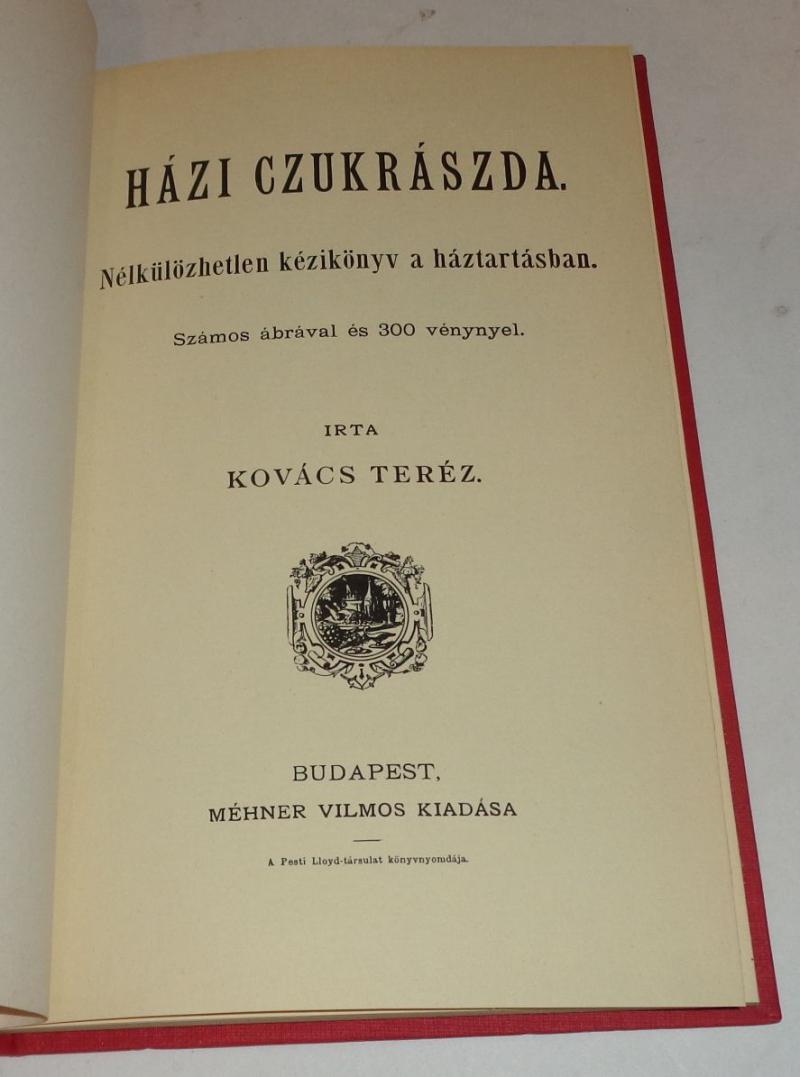 HÁZI CZUKRÁSZDA.
Nélkülözhetlen kézikönyv a háztartásban.
Számos ábrával és 300 vénynyel.
IRTA
KOVÁCS TERÉZ.
BUDAPEST,
MÉHNER VILMOS KIADÁSA
A Pesti Lloyd-társulat könyvnyomdája.